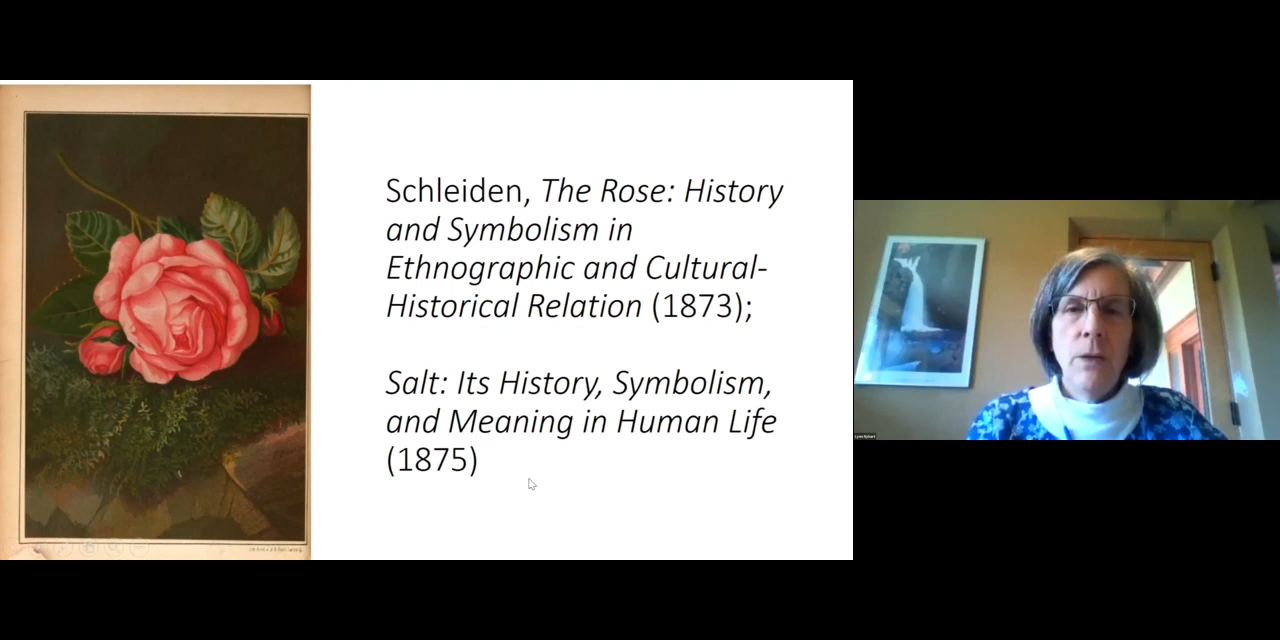 Schleiden, The Rose: History
and Symbolism in
Ethnographic and Cultural-
Historical Relation (1873);
Salt: Its History, Symbolism,
and Meaning in Human Life
(1875)